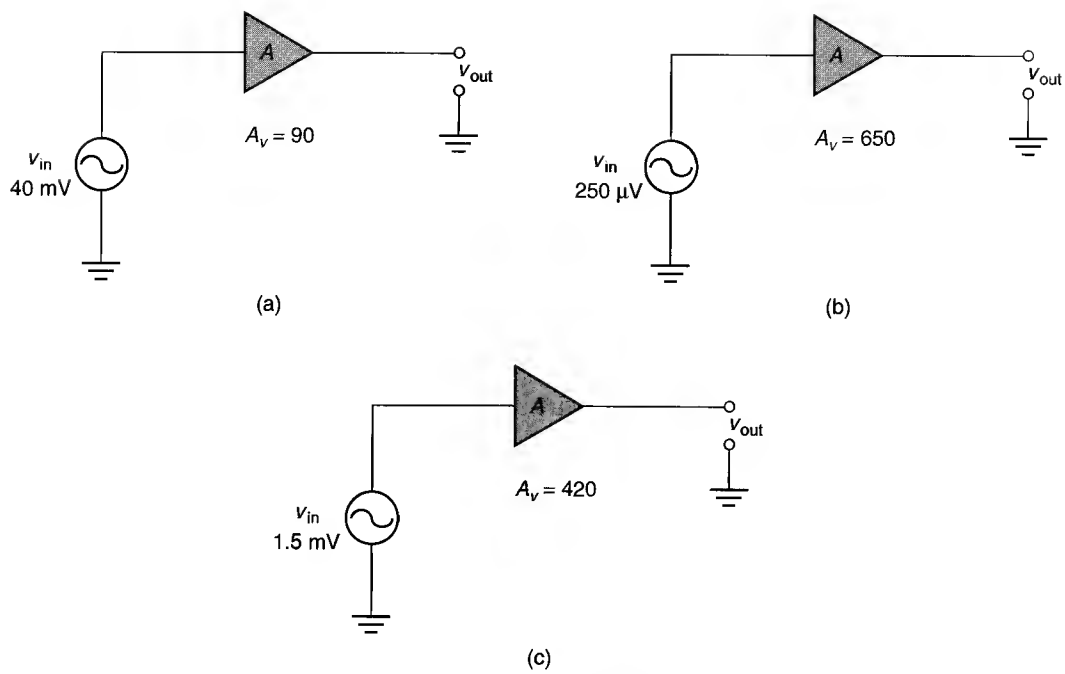 A
v_out
A_v = 90
v_in
40 mV
(a)
A
v_out
A_v = 650
v_in
250 μV
(b)
A
v_out
A_v = 420
v_in
1.5 mV
(c)